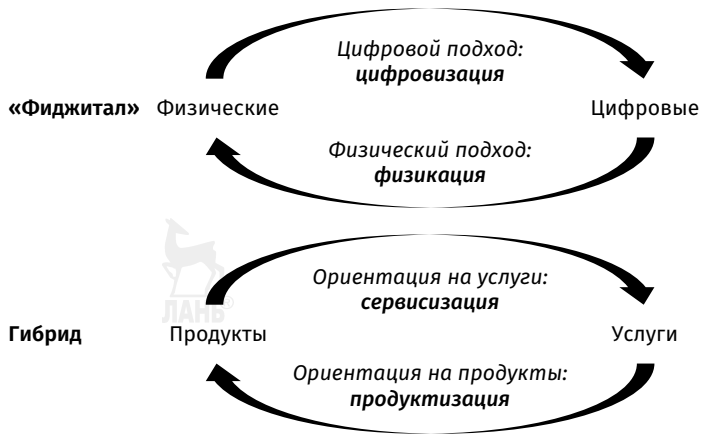 Цифровой подход:
цифровизация
«Фиджитал» Физические Цифровые
Физический подход:
физикация
Ориентация на услуги:
сервисизация
ЛАНЬ®
Гибрид Продукты Услуги
Ориентация на продукты:
продуктизация